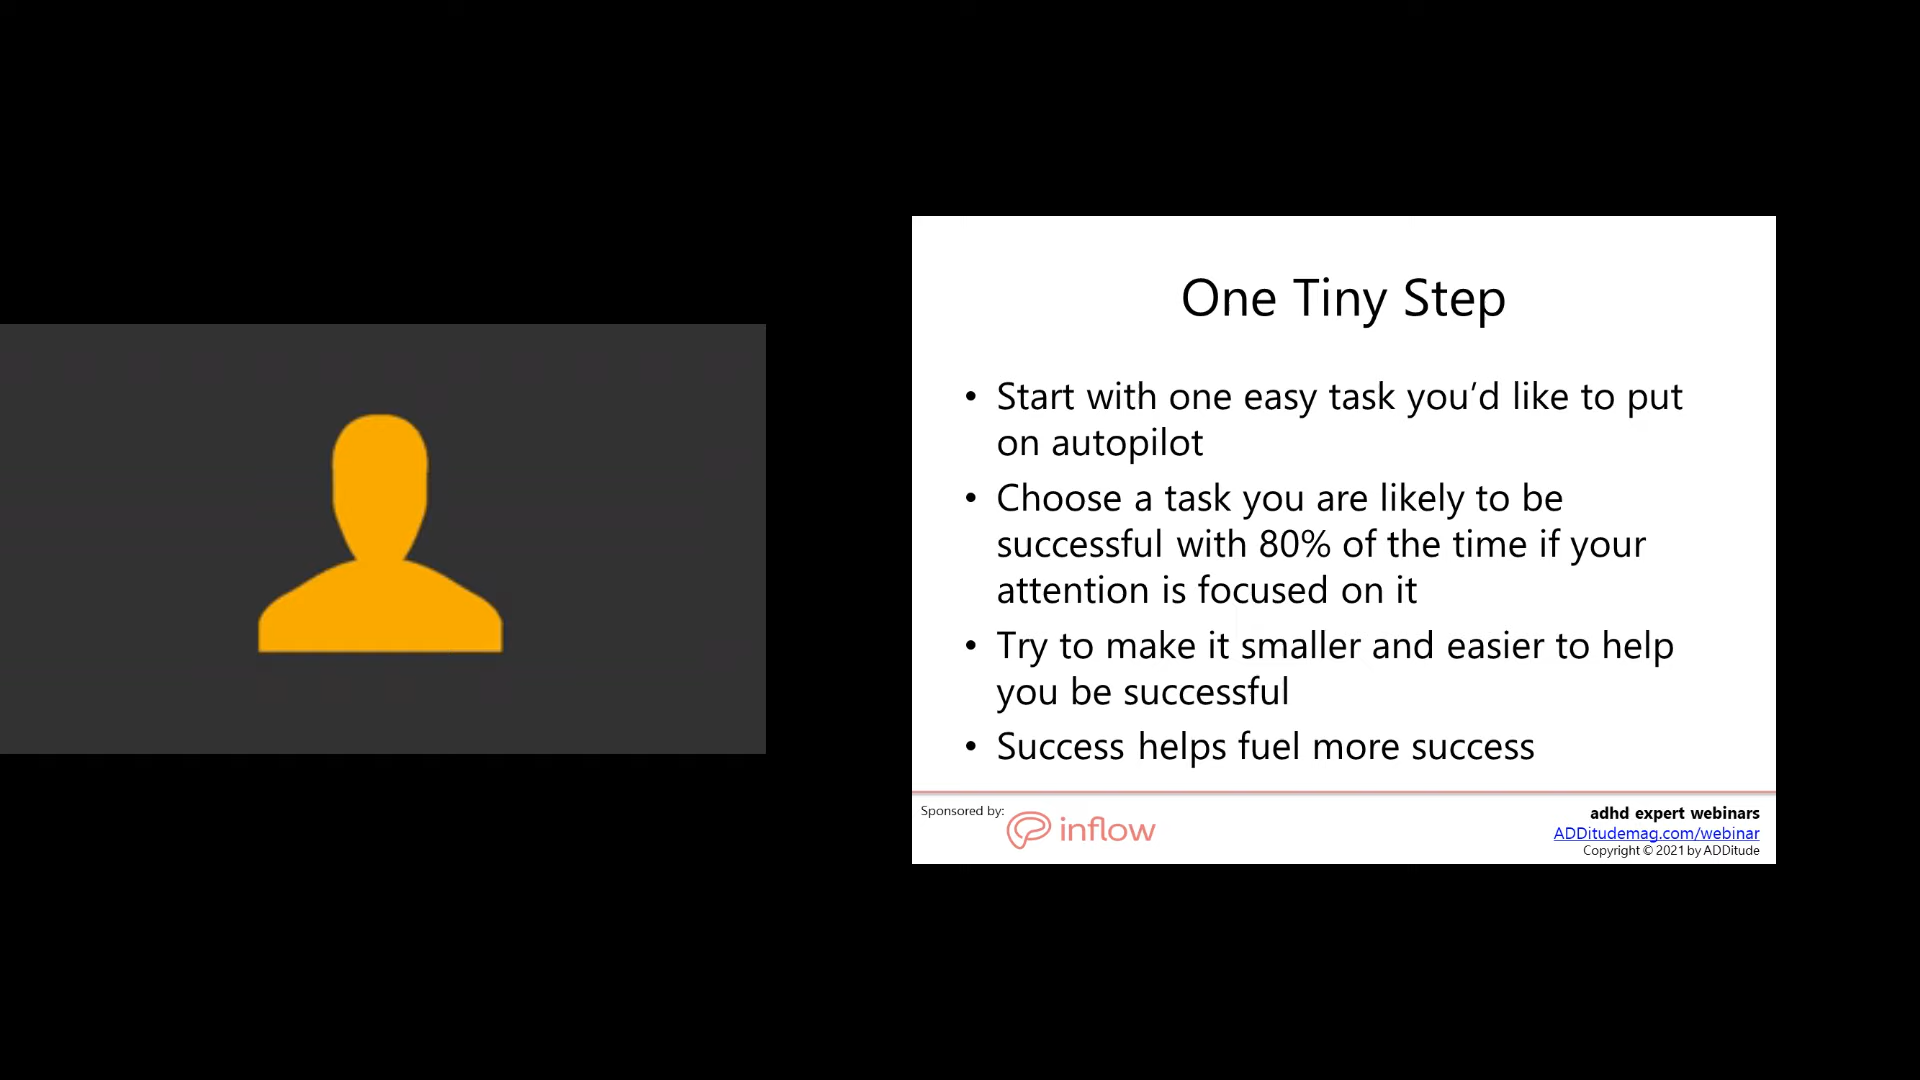 One Tiny Step
• Start with one easy task you’d like to put
on autopilot
• Choose a task you are likely to be
successful with 80% of the time if your
attention is focused on it
• Try to make it smaller and easier to help
you be successful
• Success helps fuel more success
Sponsored by:
inflow
adhd expert webinars
ADDitudemag.com/webinar
Copyright © 2021 by ADDitude